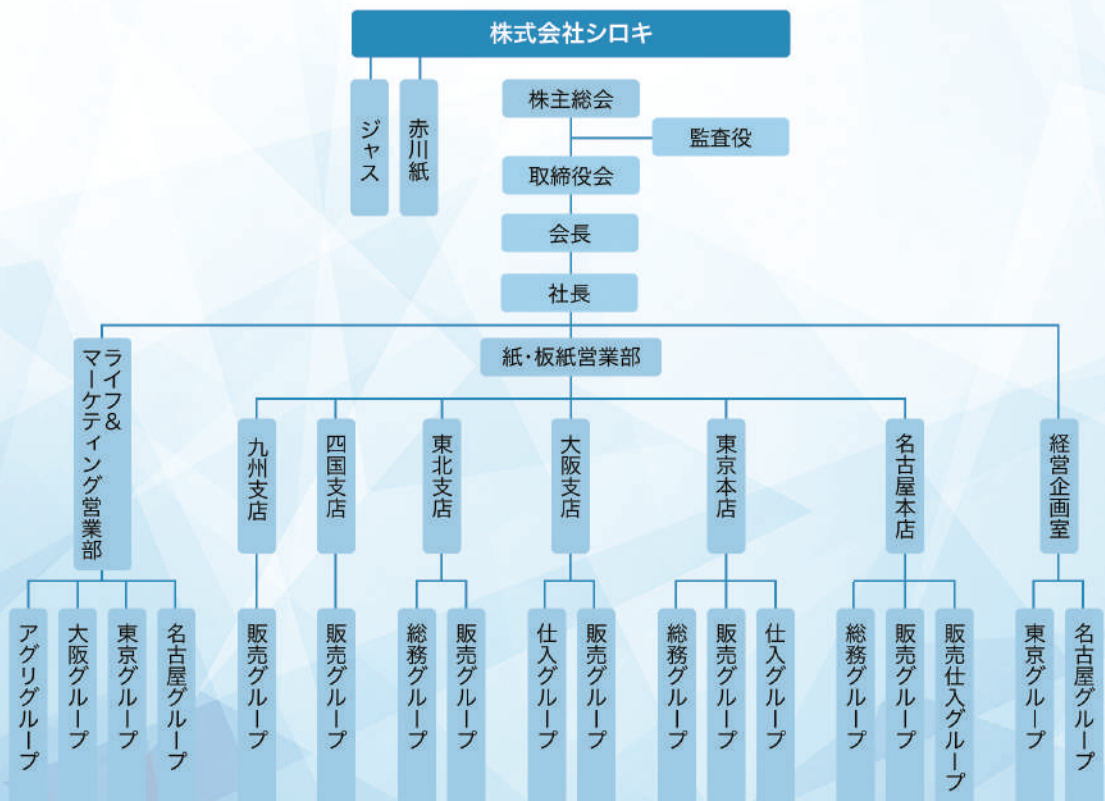 株式会社シロキ
ジャス
赤川紙
株主総会
監査役
取締役会
会長
社長
ライフ&
マーケティング営業部
紙・板紙営業部
九州支店
四国支店
東北支店
大阪支店
東京本店
名古屋本店
経営企画室
アグリグループ
大阪グループ
東京グループ
名古屋グループ
販売グループ
販売グループ
総務グループ
販売グループ
仕入グループ
販売グループ
総務グループ
販売グループ
仕入グループ
総務グループ
販売グループ
販売仕入グループ
東京グループ
名古屋グループ